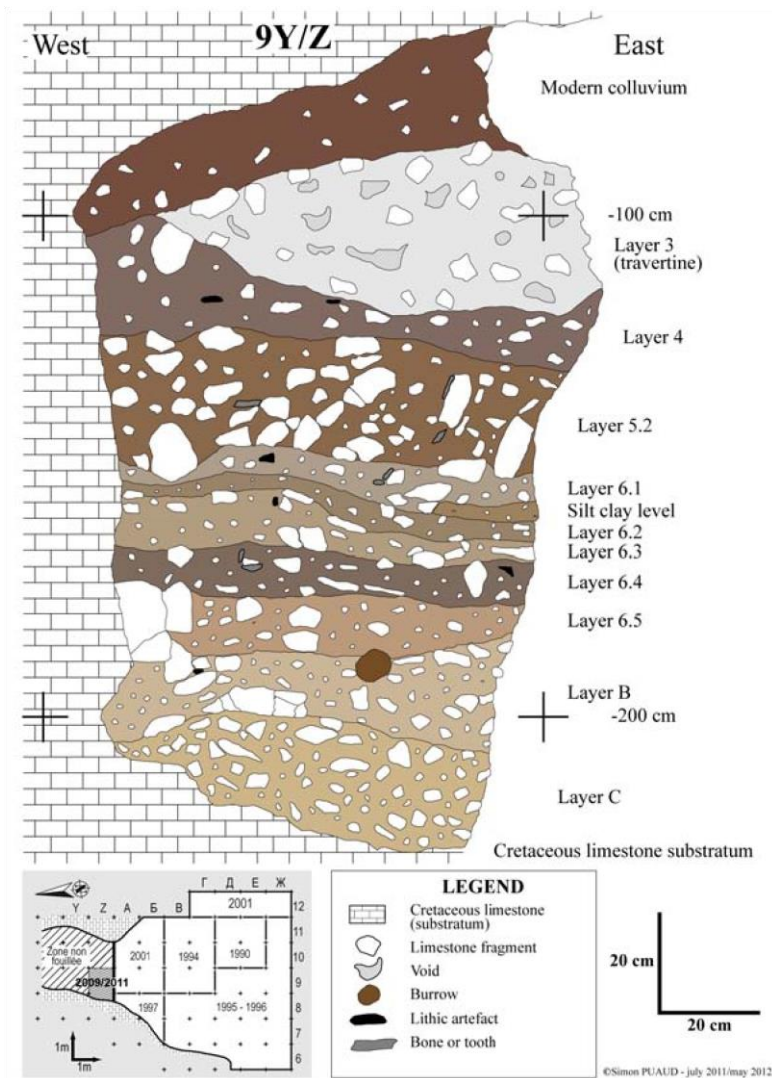 West
9Y/Z
East
Modern colluvium
-100 cm
Layer 3
(travertine)
Layer 4
Layer 5.2
Layer 6.1
Silt clay level
Layer 6.2
Layer 6.3
Layer 6.4
Layer 6.5
Layer B
-200 cm
Layer C
Cretaceous limestone substratum
Г Д Е Ж
Y Z А Б В
2001
12
11
10
9
8
7
6
Zone non
fouillée
2001
1994
1990
2009/2011
1997
1995 - 1996
1m
1m
LEGEND
Cretaceous limestone
(substratum)
Limestone fragment
Void
Burrow
Lithic artefact
Bone or tooth
20 cm
20 cm
©Simon PUAUD - july 2011/may 2012